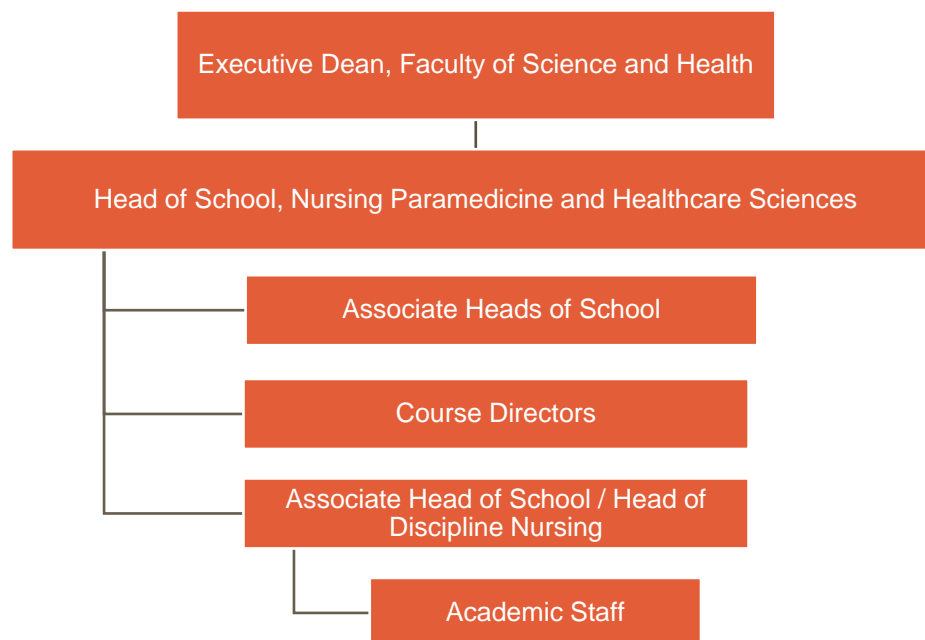 Executive Dean, Faculty of Science and Health
Head of School, Nursing Paramedicine and Healthcare Sciences
Associate Heads of School
Course Directors
Associate Head of School / Head of
Discipline Nursing
Academic Staff